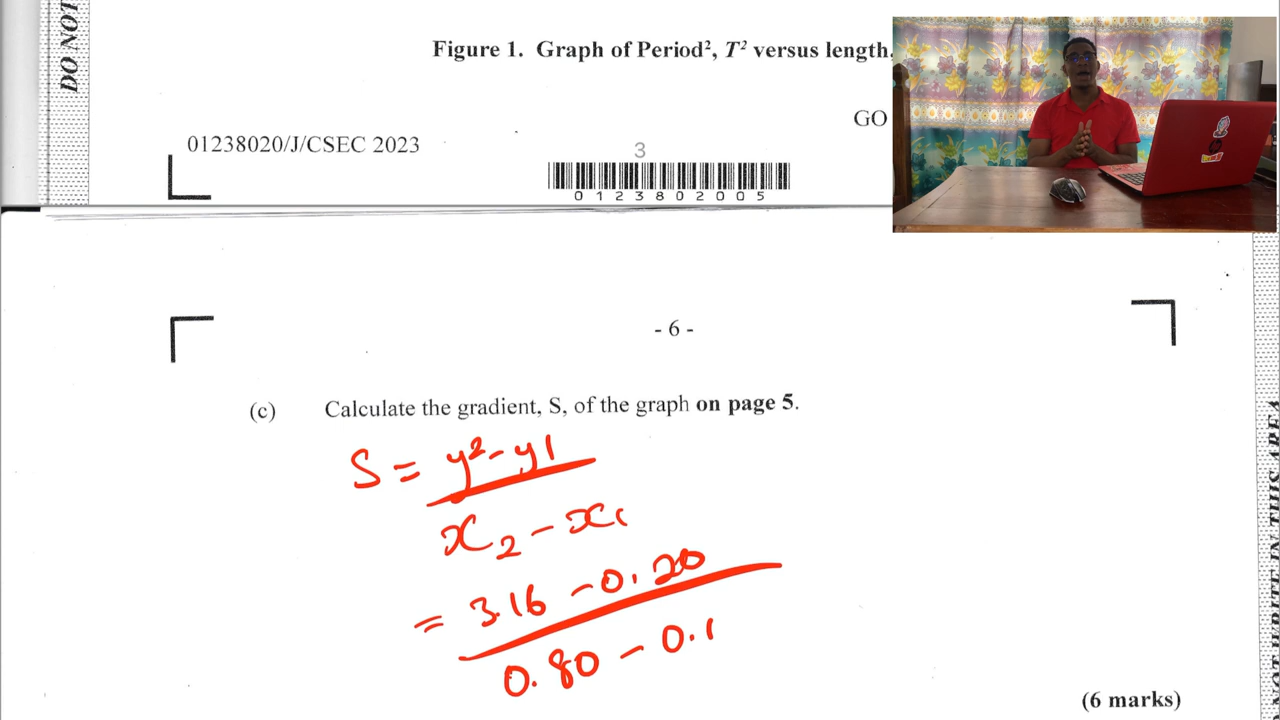 DO NOT
Figure 1. Graph of Period², T² versus length.
GO
01238020/J/CSEC 2023
3
0 1 2 3 8 0 2 0 0 5
- 6 -
(c) Calculate the gradient, S, of the graph on page 5.
S = y2 - y1
x2 - x1
= 3.16 - 0.20
0.80 - 0.1
(6 marks)